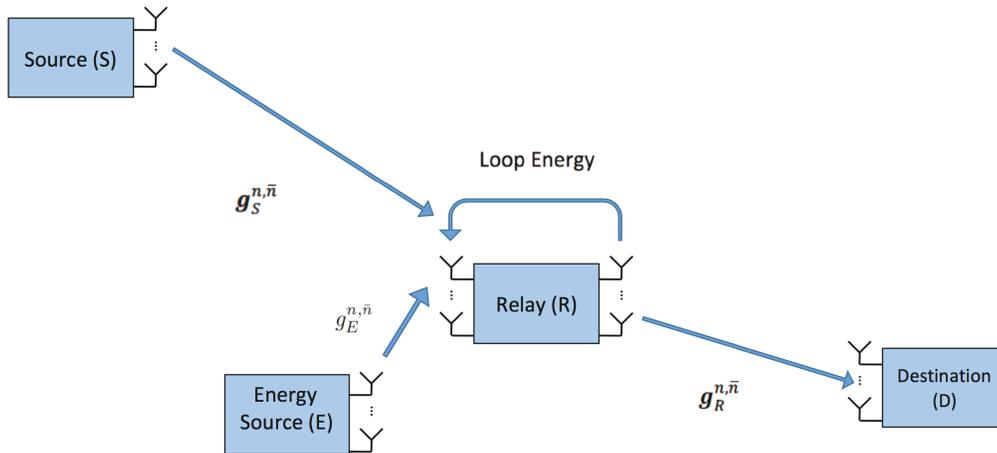 Source (S)
Loop Energy
g_S^{n,n̄}
Relay (R)
g_E^{n,n̄}
g_R^{n,n̄}
Energy
Source (E)
Destination
(D)